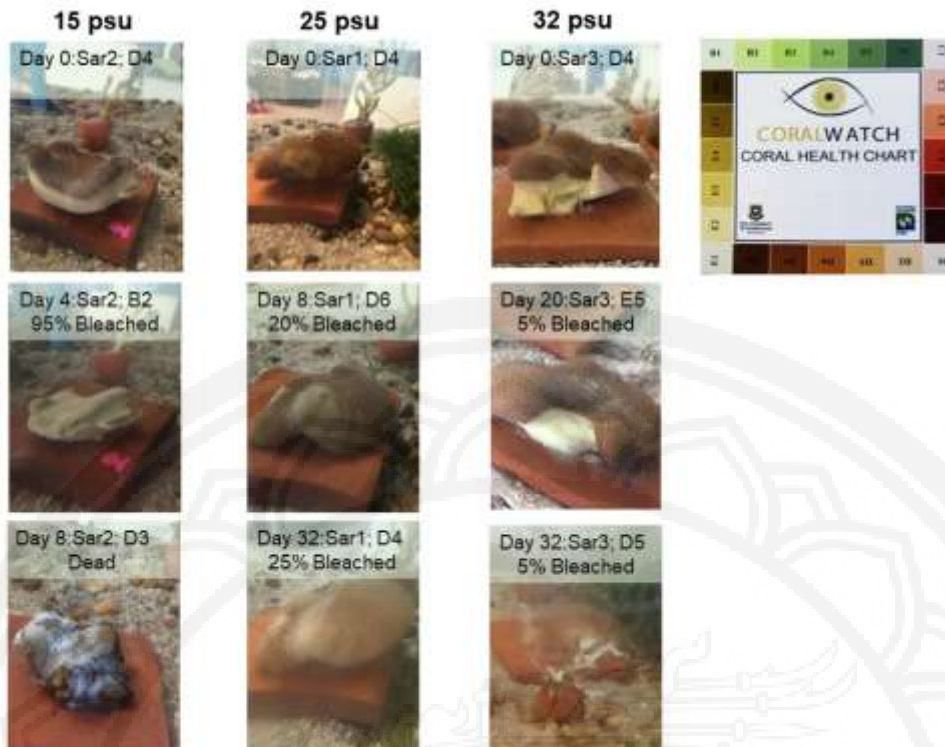 15 psu
25 psu
32 psu
Day 0:Sar2; D4
Day 0:Sar1; D4
Day 0:Sar3; D4
CORALWATCH
CORAL HEALTH CHART
Day 4:Sar2; B2
95% Bleached
Day 8:Sar1; D6
20% Bleached
Day 20:Sar3; E5
5% Bleached
Day 8:Sar2; D3
Dead
Day 32:Sar1; D4
25% Bleached
Day 32:Sar3; D5
5% Bleached